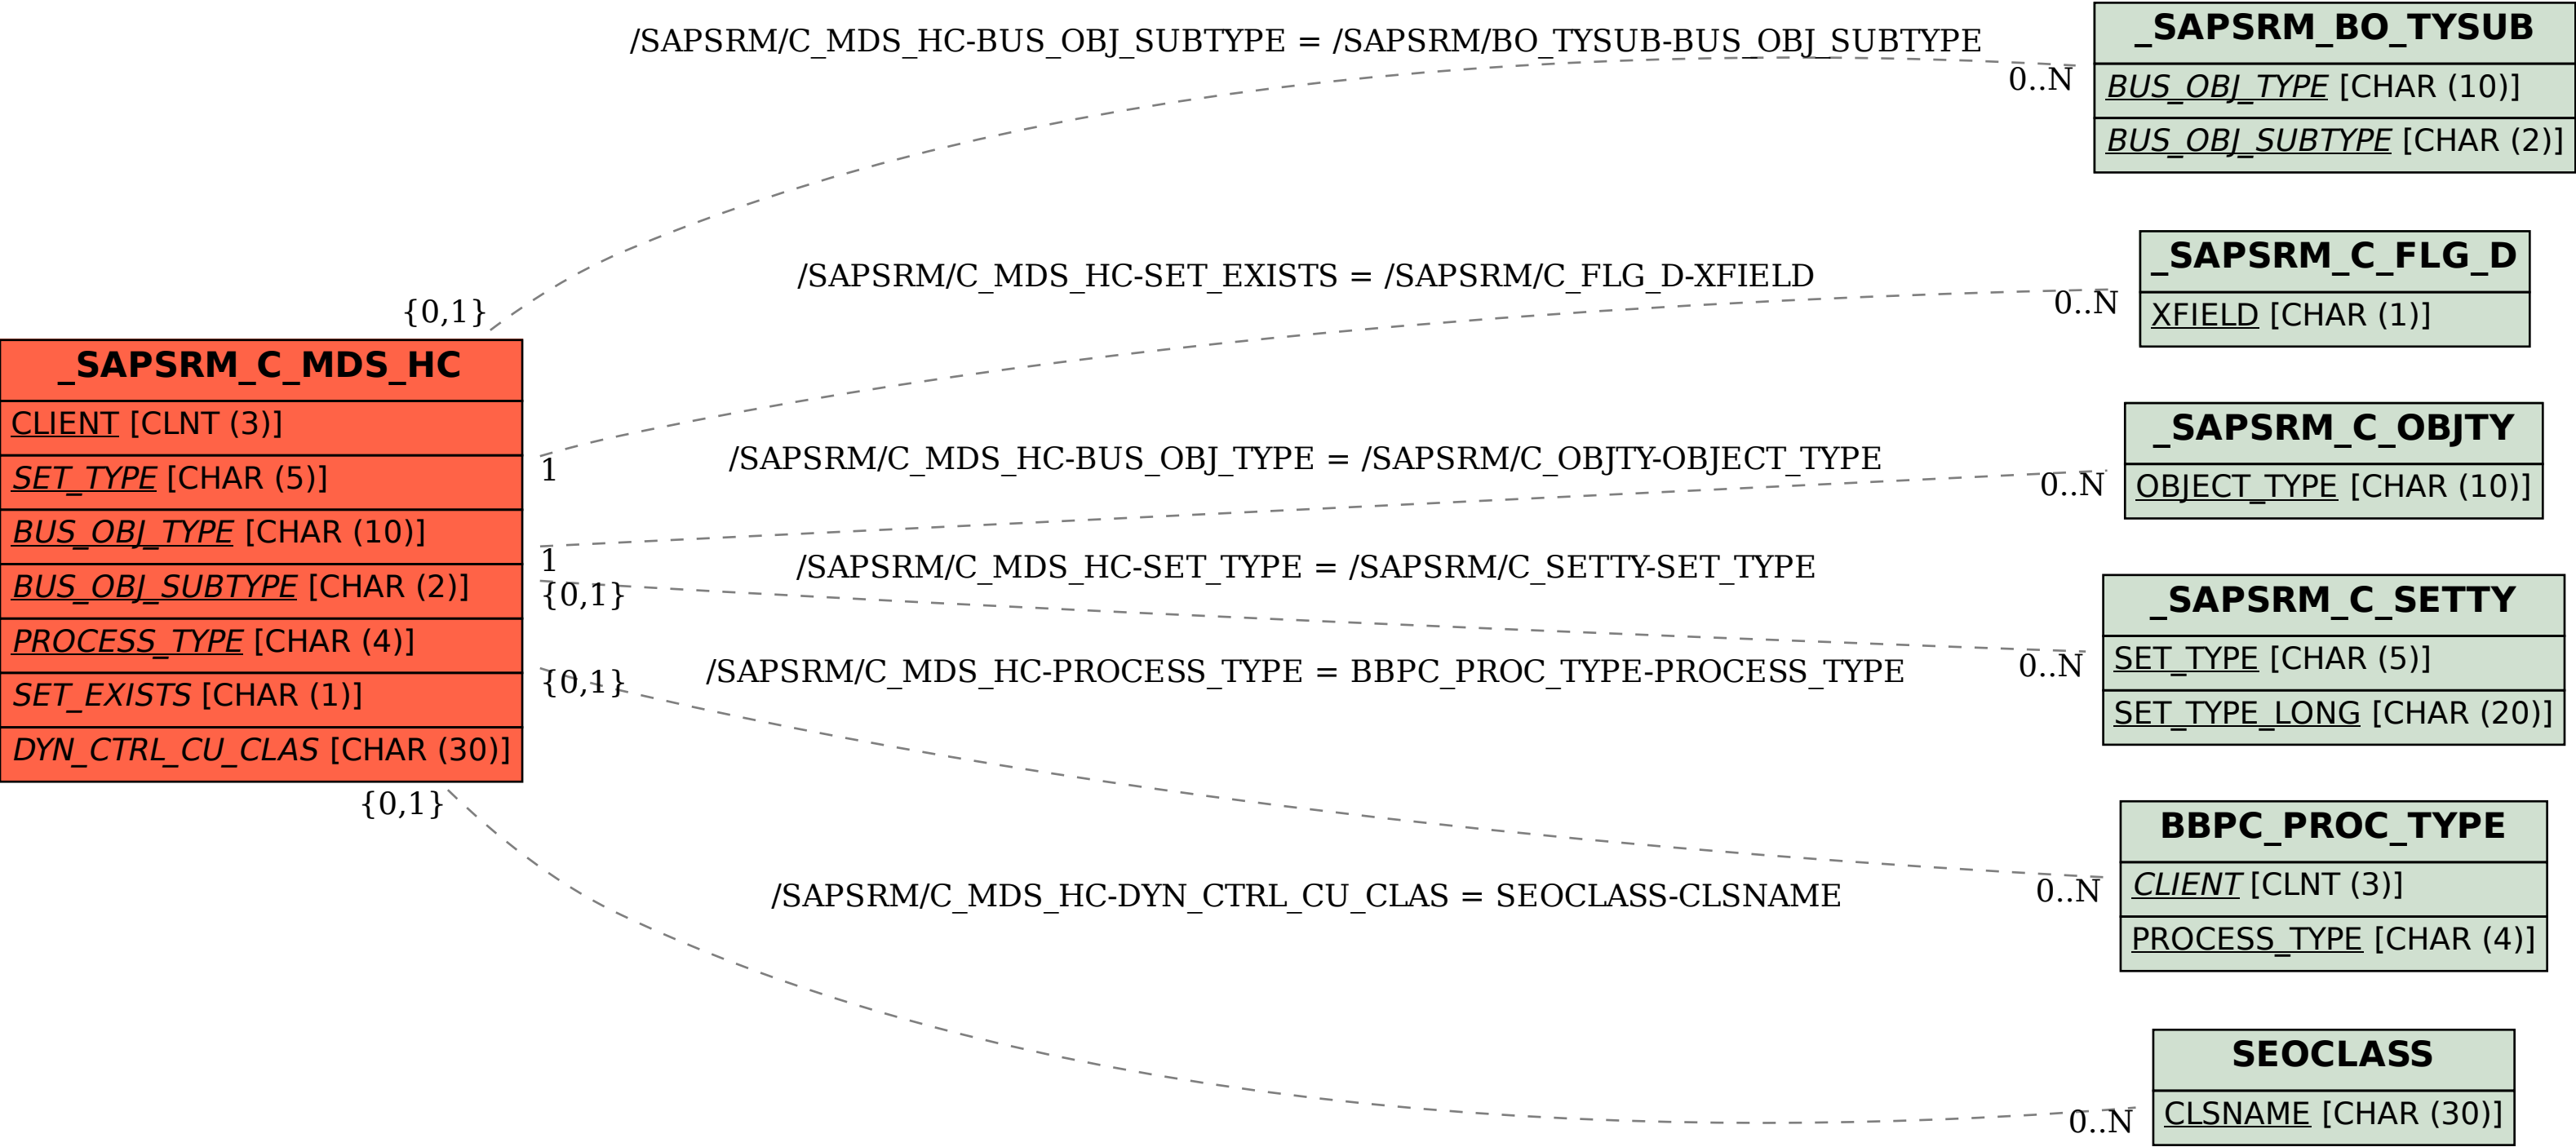 /SAPSRM/C_MDS_HC-BUS_OBJ_SUBTYPE = /SAPSRM/BO_TYSUB-BUS_OBJ_SUBTYPE
{0,1}
0..N
/SAPSRM/C_MDS_HC-SET_EXISTS = /SAPSRM/C_FLG_D-XFIELD
1
0..N
/SAPSRM/C_MDS_HC-BUS_OBJ_TYPE = /SAPSRM/C_OBJTY-OBJECT_TYPE
1
0..N
/SAPSRM/C_MDS_HC-SET_TYPE = /SAPSRM/C_SETTY-SET_TYPE
{0,1}
0..N
/SAPSRM/C_MDS_HC-PROCESS_TYPE = BBPC_PROC_TYPE-PROCESS_TYPE
{0,1}
0..N
/SAPSRM/C_MDS_HC-DYN_CTRL_CU_CLAS = SEOCLASS-CLSNAME
{0,1}
0..N
_SAPSRM_C_MDS_HC
CLIENT [CLNT (3)]
SET_TYPE [CHAR (5)]
BUS_OBJ_TYPE [CHAR (10)]
BUS_OBJ_SUBTYPE [CHAR (2)]
PROCESS_TYPE [CHAR (4)]
SET_EXISTS [CHAR (1)]
DYN_CTRL_CU_CLAS [CHAR (30)]
_SAPSRM_BO_TYSUB
BUS_OBJ_TYPE [CHAR (10)]
BUS_OBJ_SUBTYPE [CHAR (2)]
_SAPSRM_C_FLG_D
XFIELD [CHAR (1)]
_SAPSRM_C_OBJTY
OBJECT_TYPE [CHAR (10)]
_SAPSRM_C_SETTY
SET_TYPE [CHAR (5)]
SET_TYPE_LONG [CHAR (20)]
BBPC_PROC_TYPE
CLIENT [CLNT (3)]
PROCESS_TYPE [CHAR (4)]
SEOCLASS
CLSNAME [CHAR (30)]